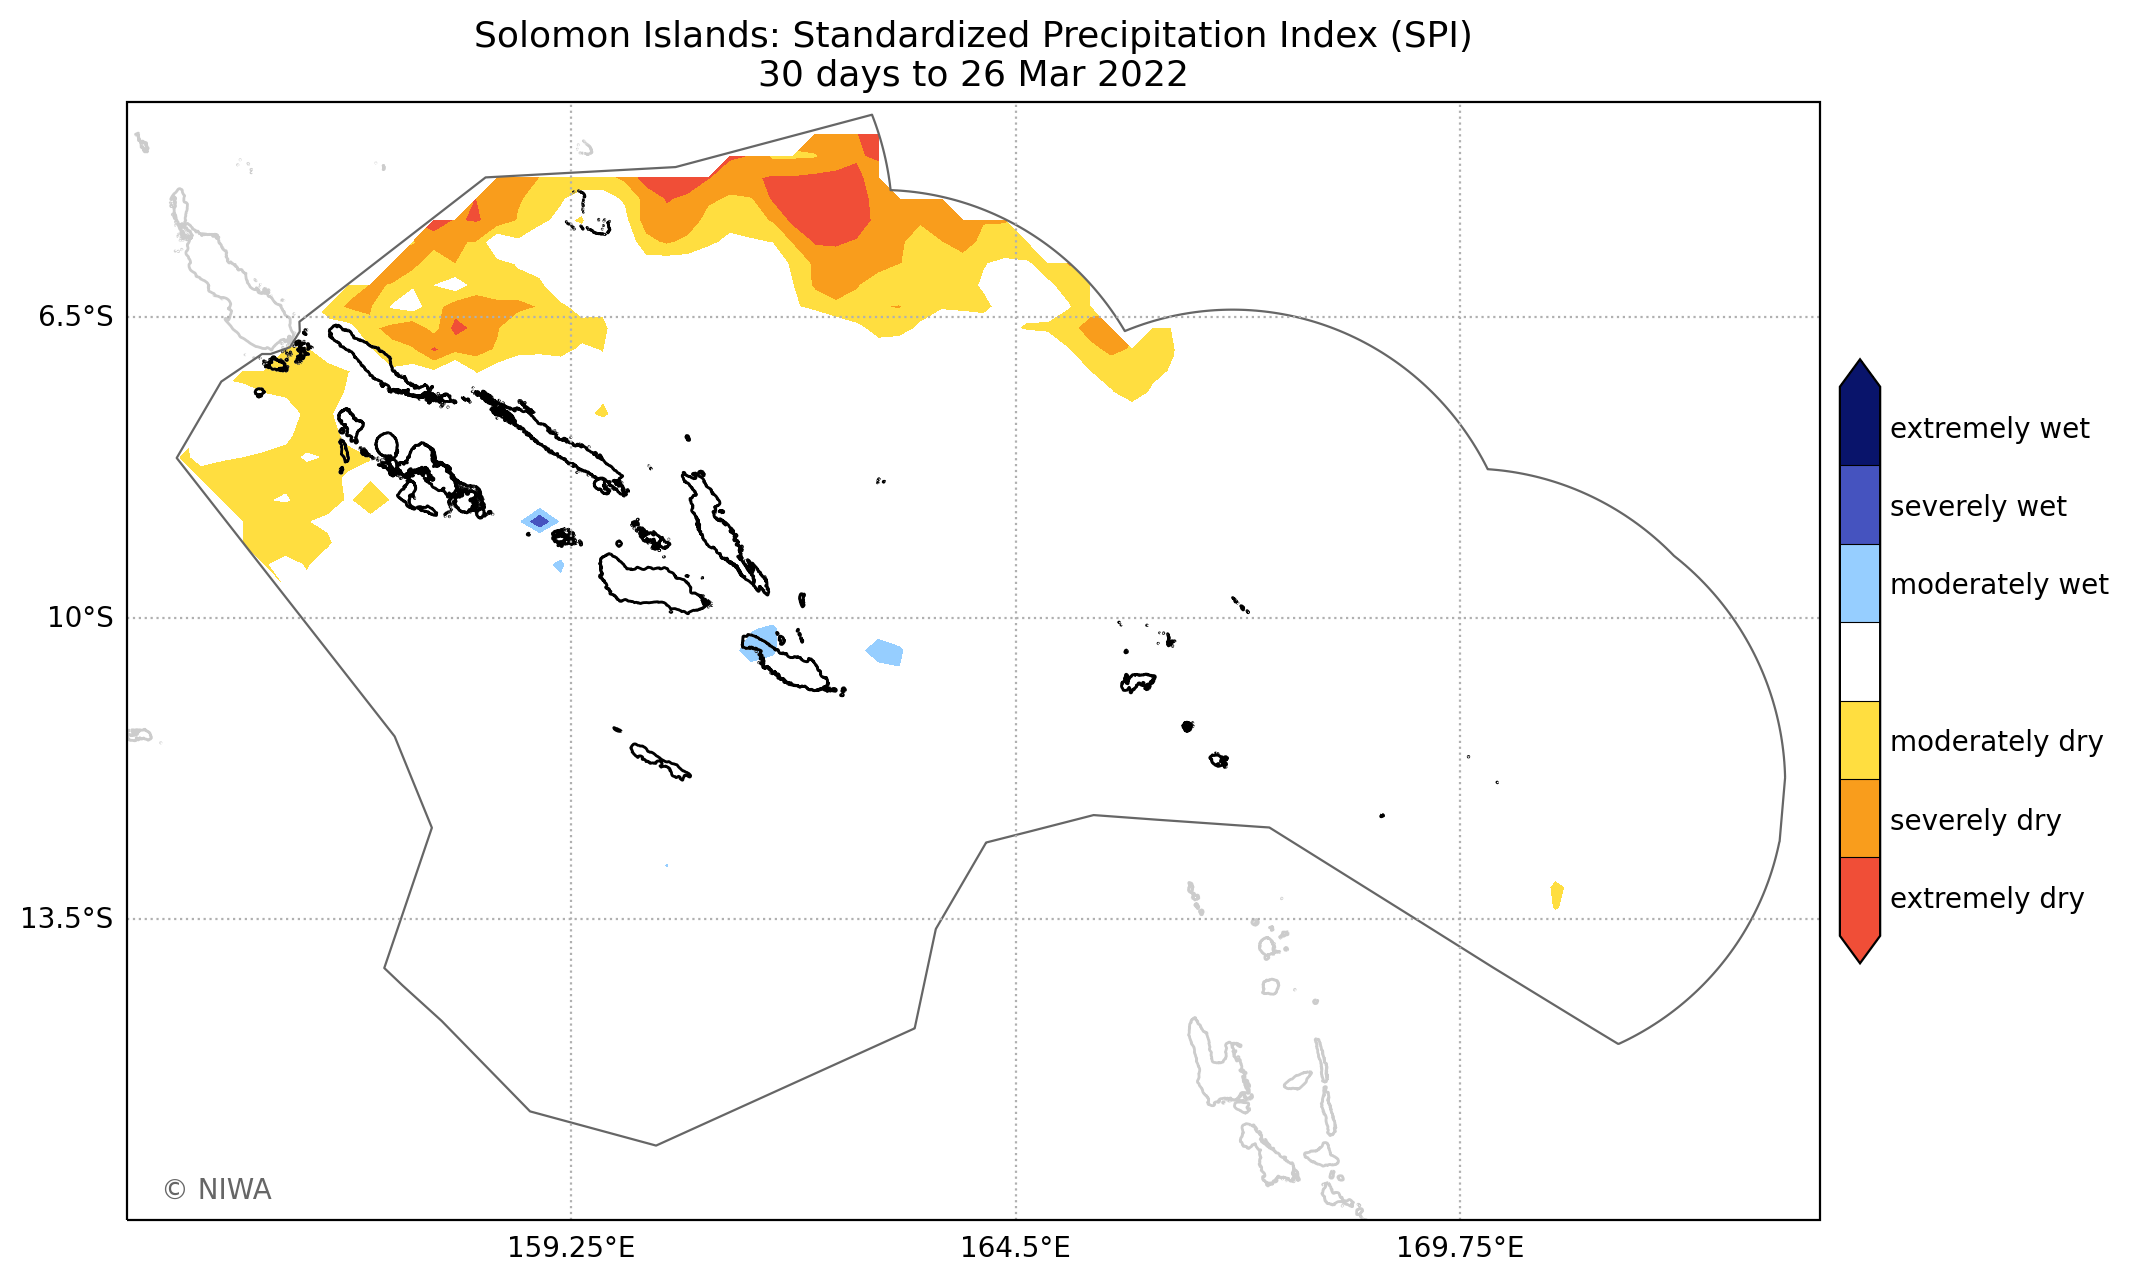 Solomon Islands: Standardized Precipitation Index (SPI)
30 days to 26 Mar 2022
6.5°S
10°S
13.5°S
159.25°E
164.5°E
169.75°E
extremely wet
severely wet
moderately wet
moderately dry
severely dry
extremely dry
© NIWA